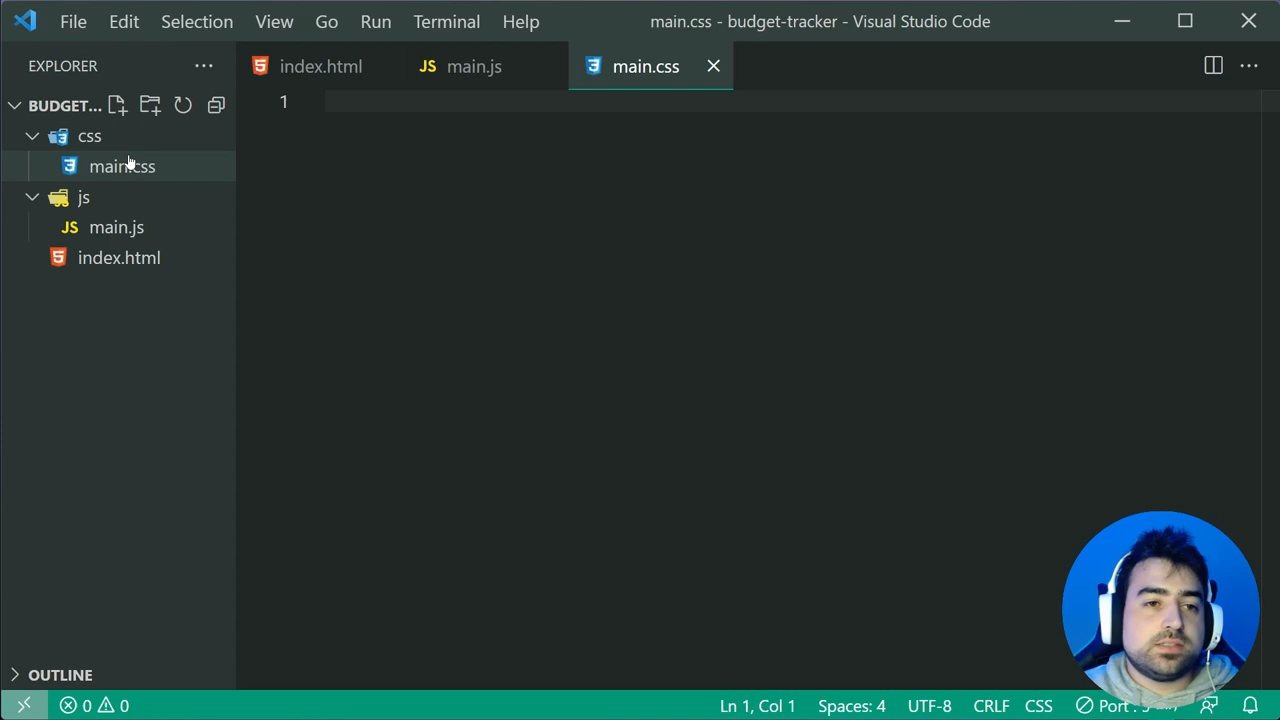 File Edit Selection View Go Run Terminal Help main.css - budget-tracker - Visual Studio Code
EXPLORER
index.html
JS main.js
main.css
BUDGET...
1
css
main.css
js
JS main.js
index.html
OUTLINE
0 0 Ln 1, Col 1 Spaces: 4 UTF-8 CRLF CSS Port :